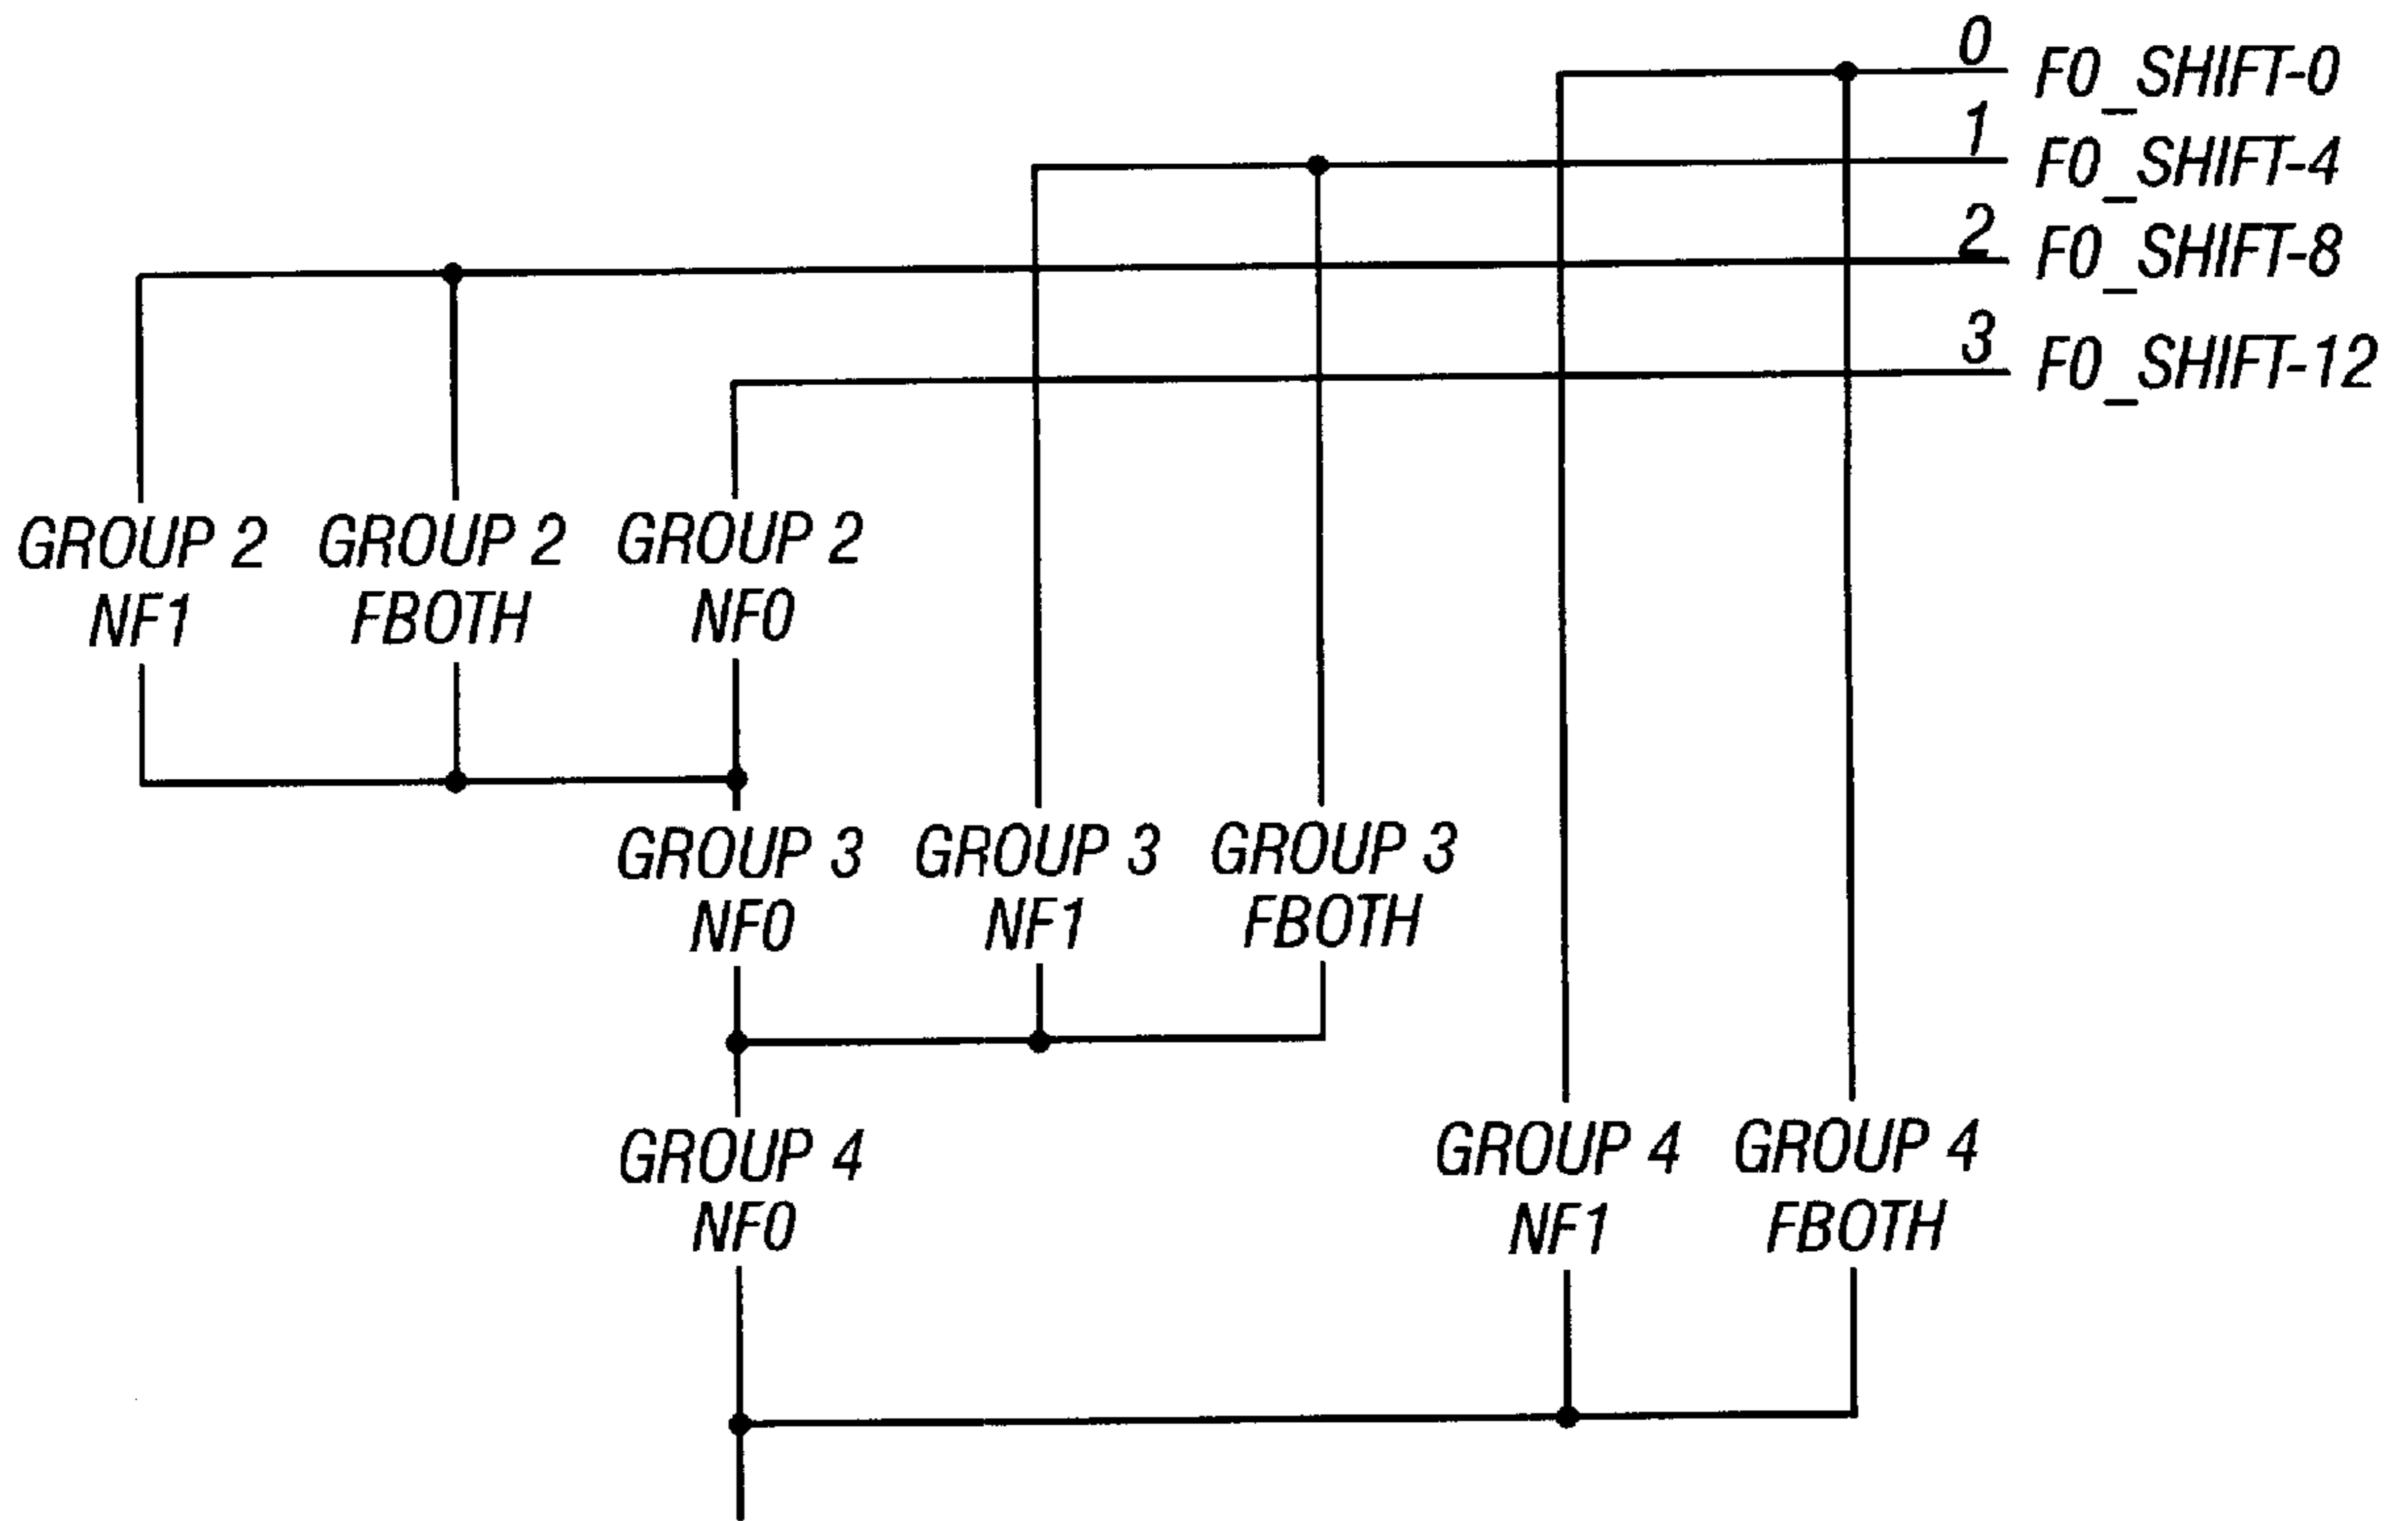 0 F0_SHIFT-0
1 F0_SHIFT-4
2 F0_SHIFT-8
3 F0_SHIFT-12
GROUP 2 GROUP 2 GROUP 2
NF1 FBOTH NF0
GROUP 3 GROUP 3 GROUP 3
NF0 NF1 FBOTH
GROUP 4 GROUP 4 GROUP 4
NF0 NF1 FBOTH